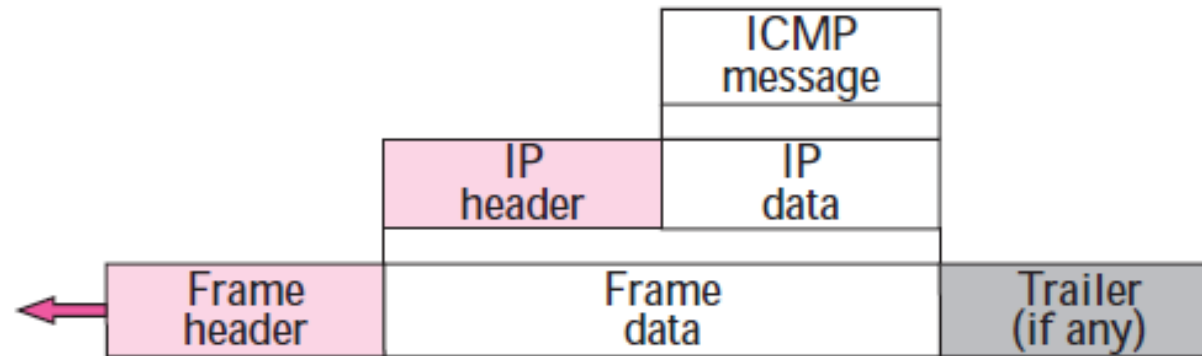 ICMP
message
IP
header
IP
data
Frame
header
Frame
data
Trailer
(if any)